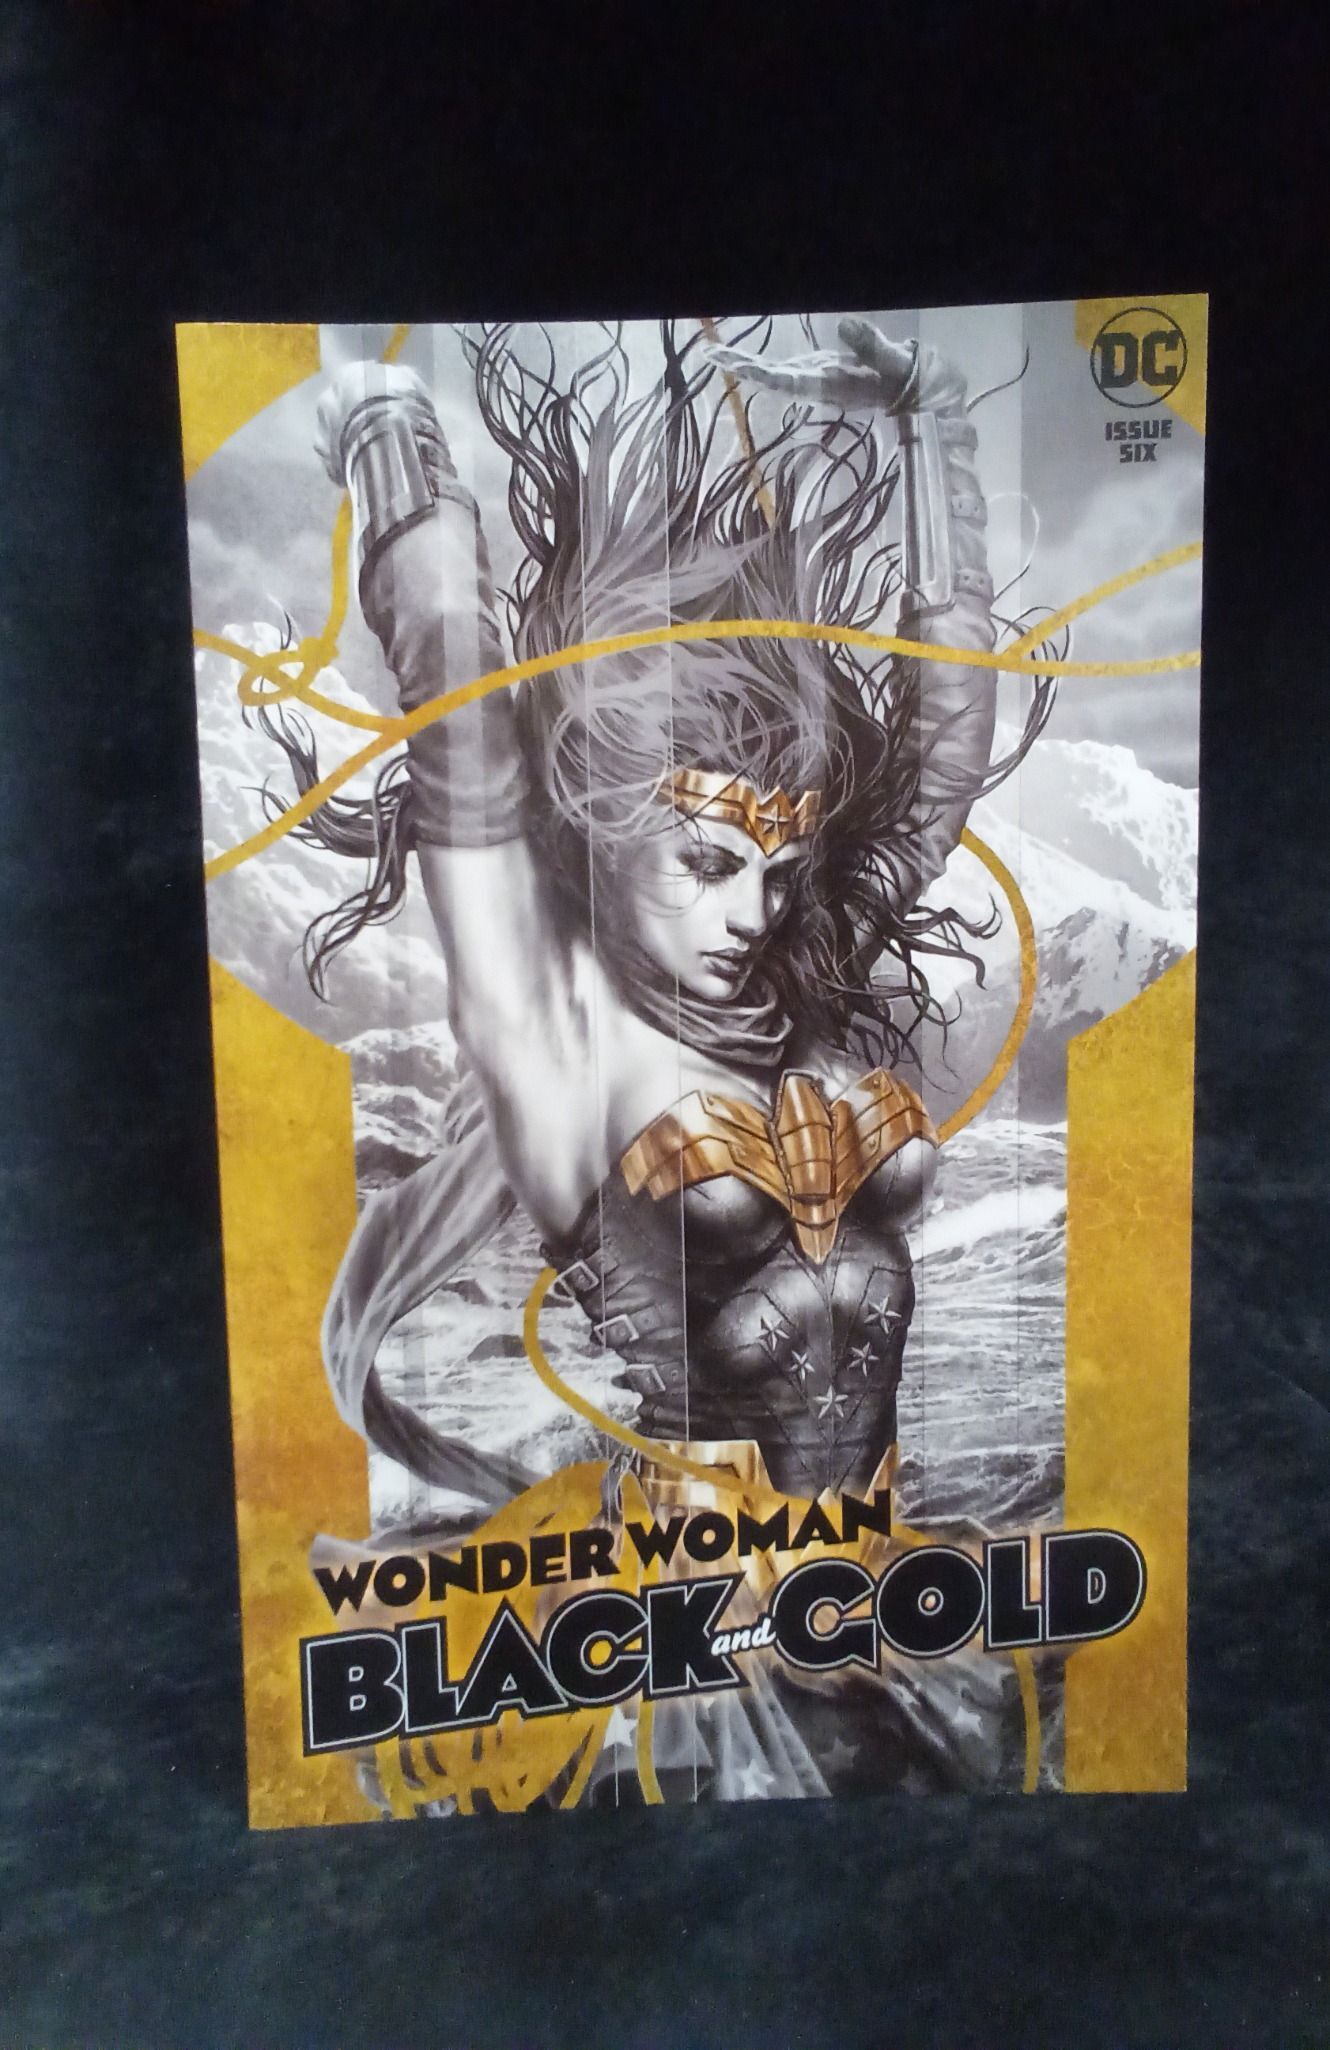 DC
ISSUE
SIX
WONDER WOMAN
BLACK and GOLD